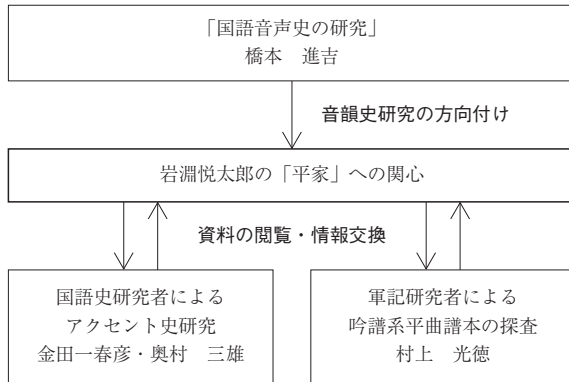 「国語音声史の研究」
橋本　進吉
音韻史研究の方向付け
岩淵悦太郎の「平家」への関心
資料の閲覧・情報交換
国語史研究者による
アクセント史研究
金田一春彦・奥村　三雄
軍記研究者による
吟譜系平曲譜本の探査
村上　光徳